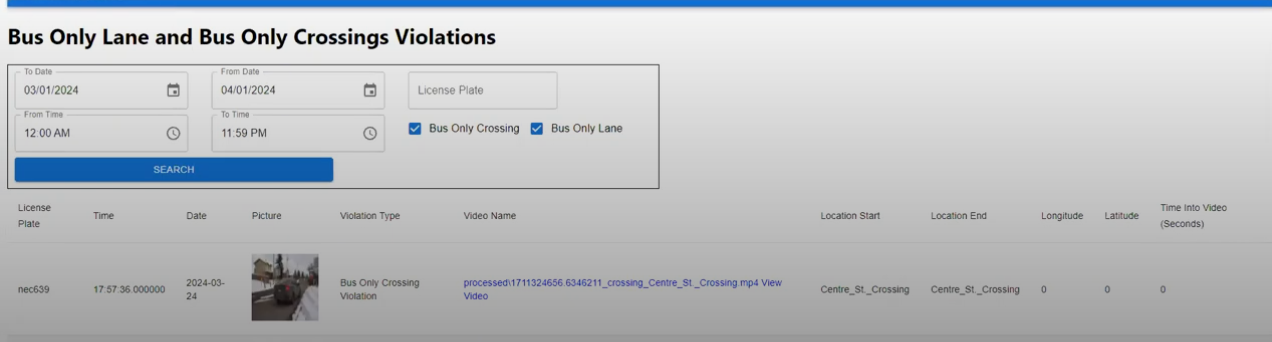 Bus Only Lane and Bus Only Crossings Violations
To Date
03/01/2024
From Date
04/01/2024
License Plate
From Time
12:00 AM
To Time
11:59 PM
Bus Only Crossing
Bus Only Lane
SEARCH
License
Plate
Time
Date
Picture
Violation Type
Video Name
Location Start
Location End
Longitude
Latitude
Time Into Video
(Seconds)
nec639
17:57:36.000000
2024-03-
24
Bus Only Crossing
Violation
processed\1711324656.6346211_crossing_Centre_St._Crossing.mp4 View
Video
Centre_St._Crossing
Centre_St._Crossing
0
0
0